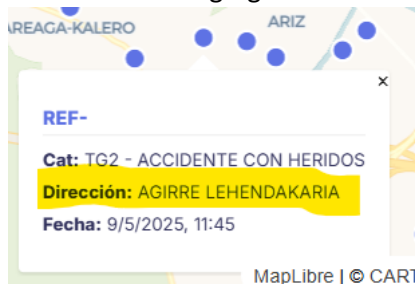 AREAGA-KALERO
ARIZ
×
REF-
Cat: TG2 - ACCIDENTE CON HERIDOS
Dirección: AGIRRE LEHENDAKARIA
Fecha: 9/5/2025, 11:45
MapLibre | © CART